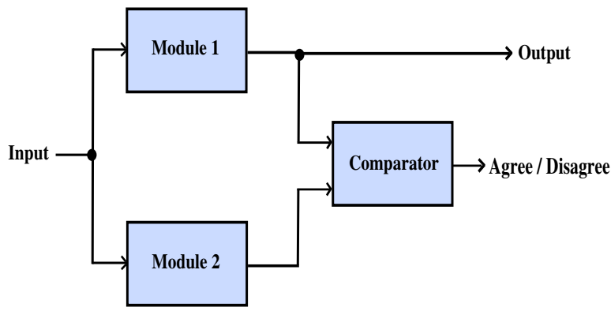 Module 1
Output
Input
Comparator
Agree / Disagree
Module 2